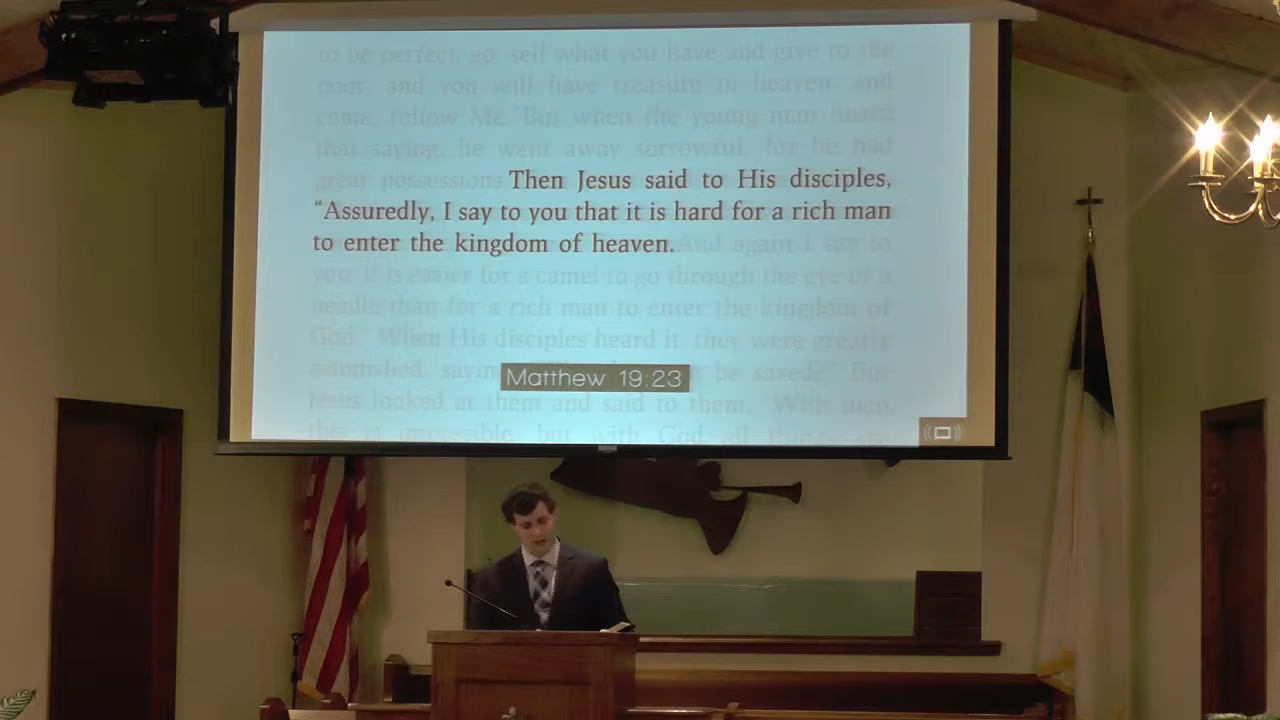 to be perfect, go, sell what you have and give to the
poor, and you will have treasure in heaven; and
come, follow Me." But when the young man heard
that saying, he went away sorrowful, for he had
great possessions. Then Jesus said to His disciples,
“Assuredly, I say to you that it is hard for a rich man
to enter the kingdom of heaven. And again I say to
you, it is easier for a camel to go through the eye of a
needle than for a rich man to enter the kingdom of
God." When His disciples heard it, they were greatly
astonished, saying, be saved?" But
Matthew 19:23
Jesus looked at them and said to them, "With men
this is impossible, but with God all things are